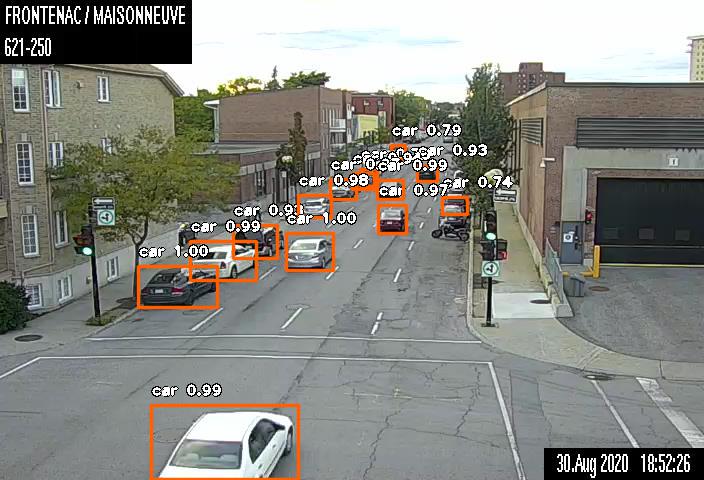 FRONTENAC / MAISONNEUVE
621-250
car 0.79
car 0.93
car 0.99
car 0.98
car 0.97
car 0.74
car 1.00
car 0.99
car 1.00
car 0.99
30.Aug 2020 18:52:26